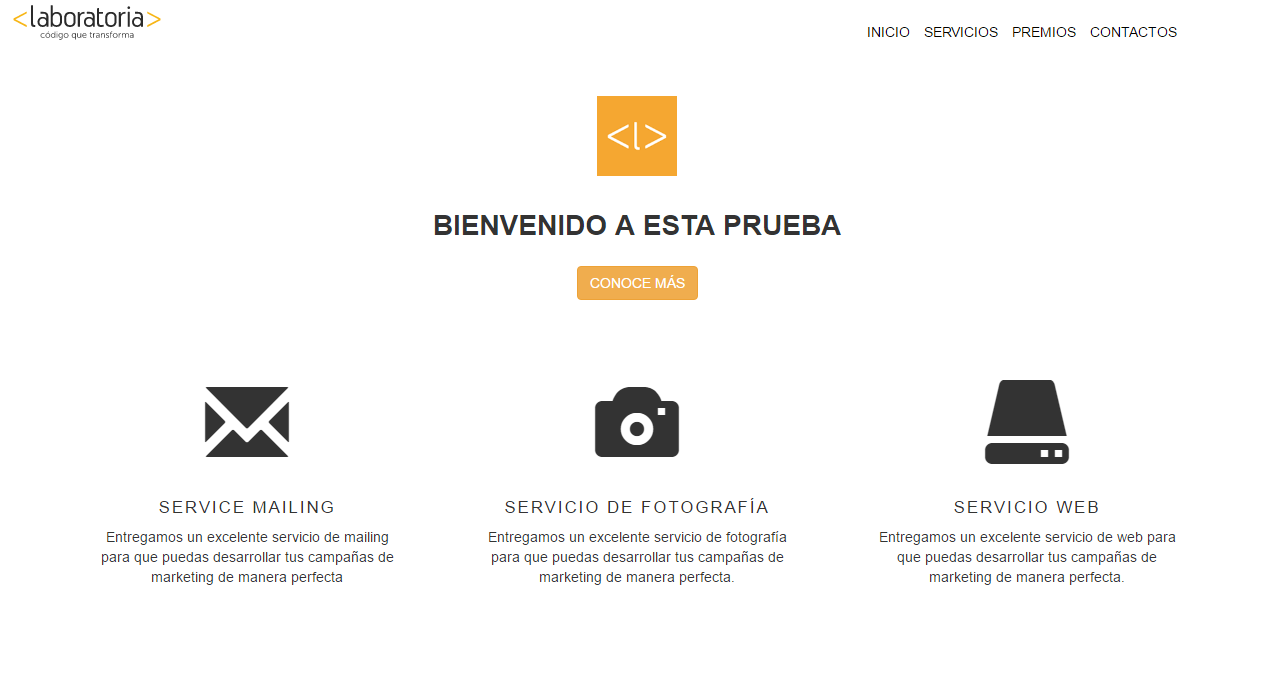 <laboratoria>
código que transforma
INICIO SERVICIOS PREMIOS CONTACTOS
<l>
BIENVENIDO A ESTA PRUEBA
CONOCE MÁS
SERVICE MAILING
Entregamos un excelente servicio de mailing
para que puedas desarrollar tus campañas de
marketing de manera perfecta
SERVICIO DE FOTOGRAFÍA
Entregamos un excelente servicio de fotografía
para que puedas desarrollar tus campañas de
marketing de manera perfecta.
SERVICIO WEB
Entregamos un excelente servicio de web para
que puedas desarrollar tus campañas de
marketing de manera perfecta.